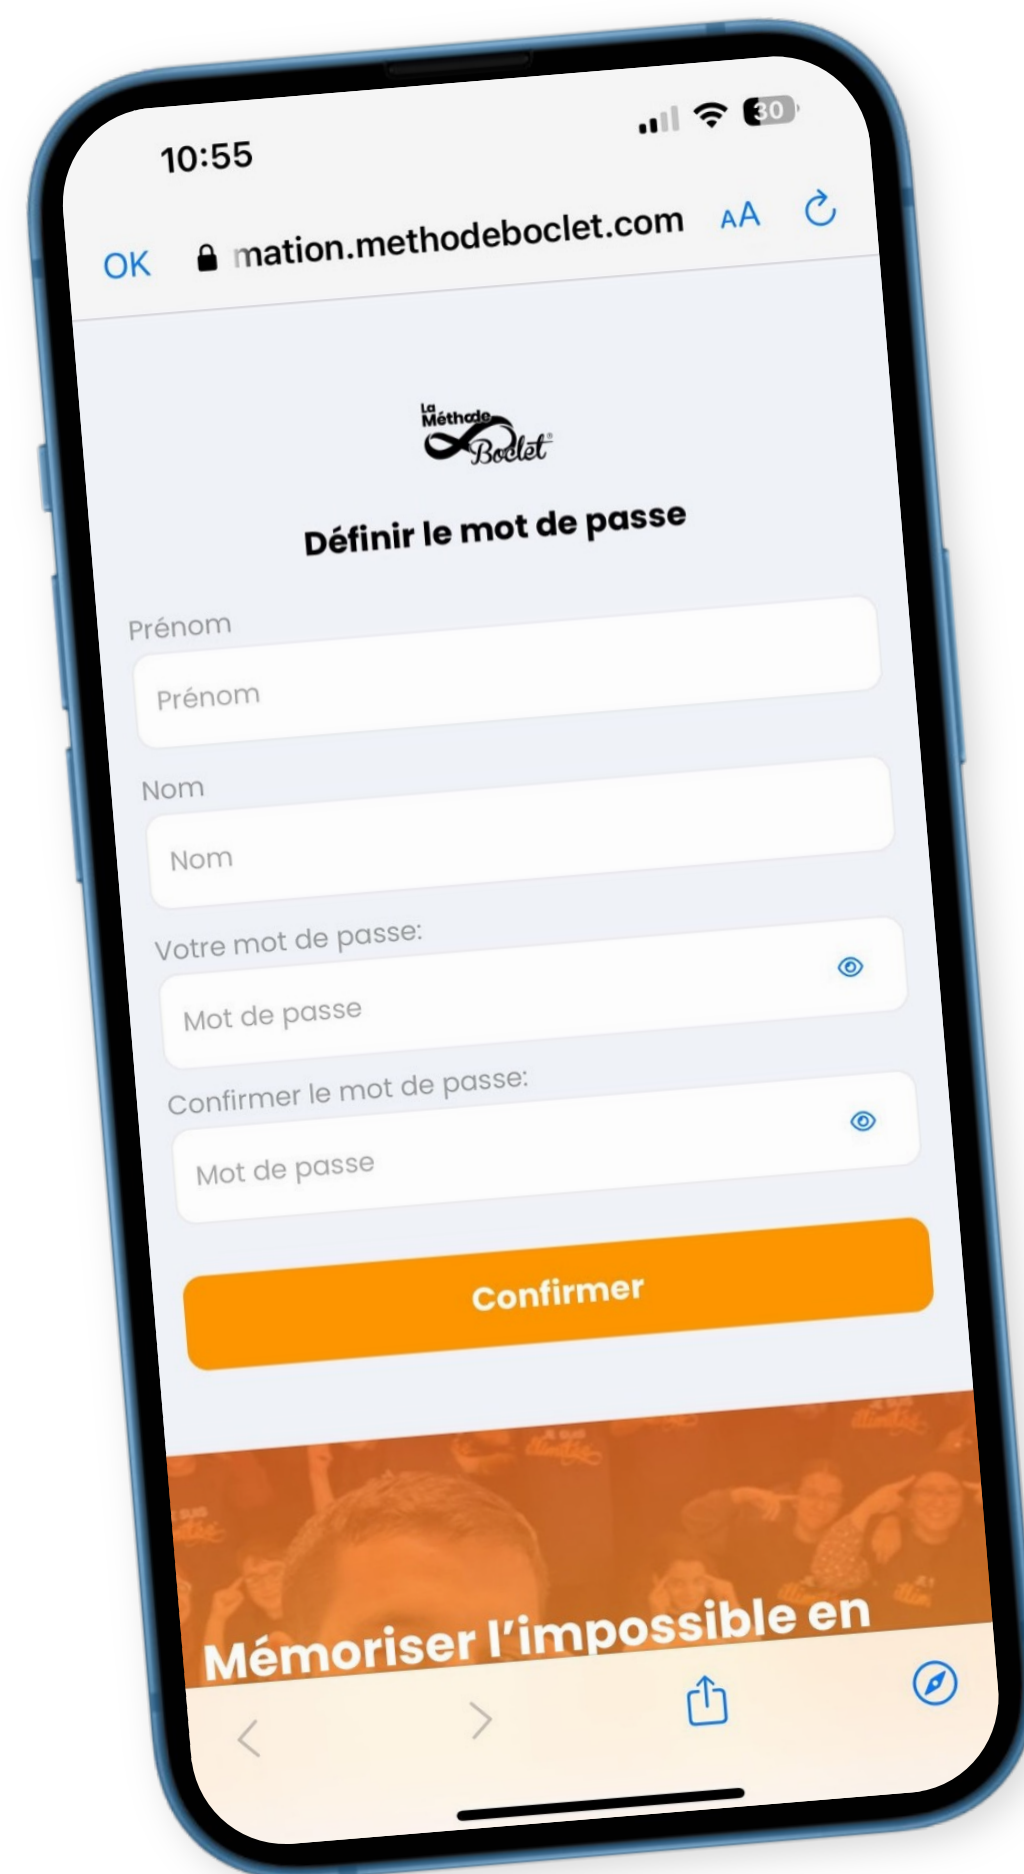 10:55
30
OK
mation.methodeboclet.com
AA
La
Méthode
Boclet®
Définir le mot de passe
Prénom
Prénom
Nom
Nom
Votre mot de passe:
Mot de passe
Confirmer le mot de passe:
Mot de passe
Confirmer
JE SUIS
Mémoriser l’impossible en